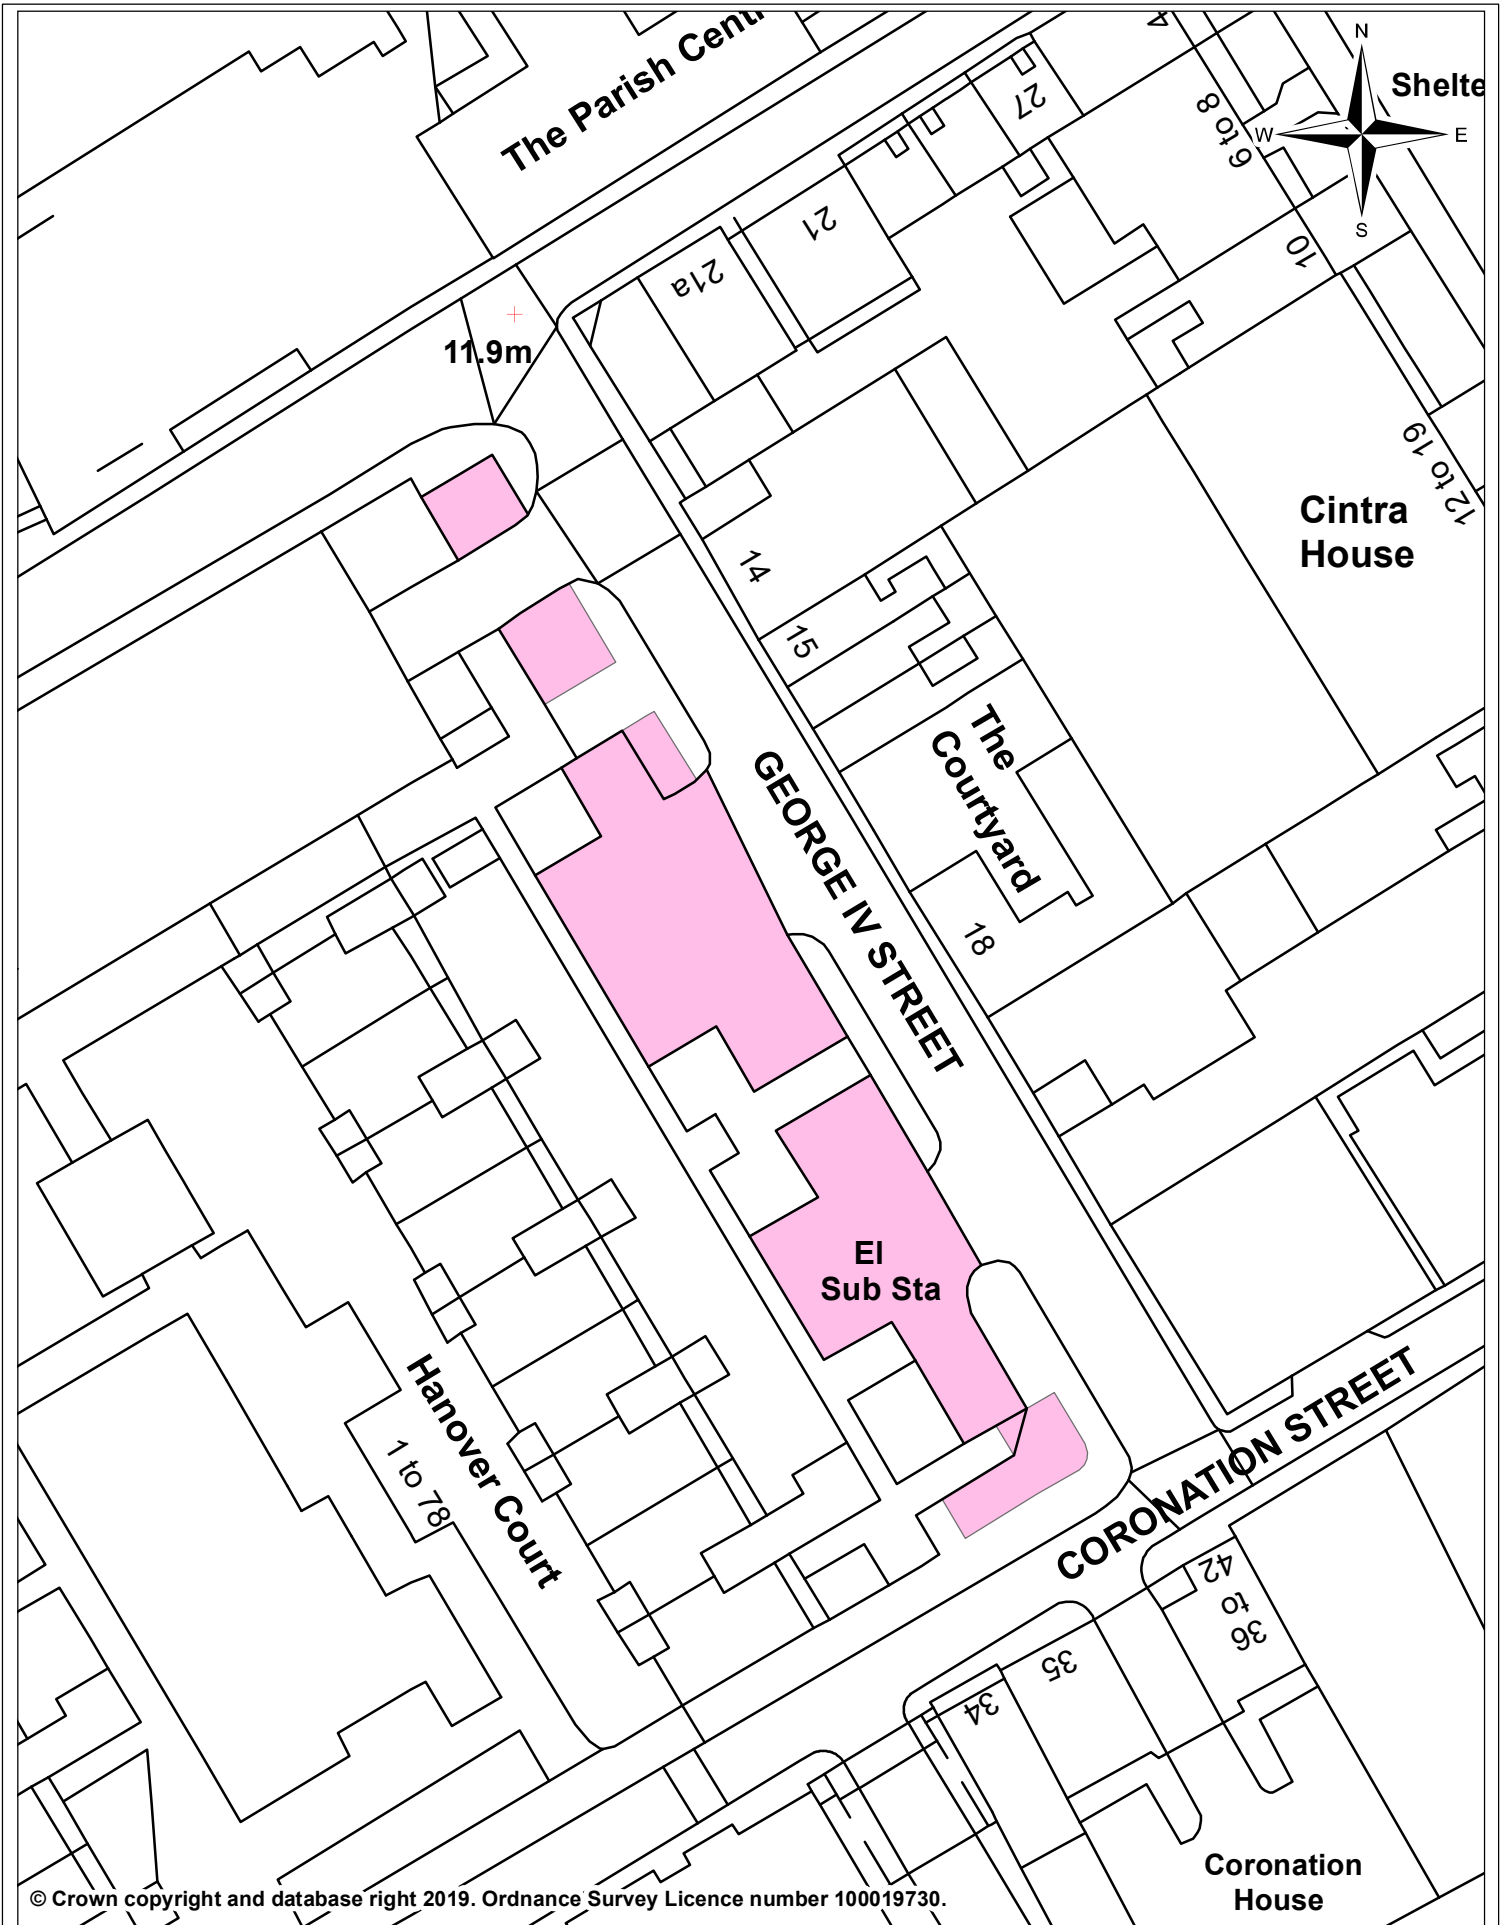 The Parish Centr
4
N
W
E
S
Shelte
6 to 8
27
21
21a
10
11.9m
12 to 19
Cintra
House
14
15
The
Courtyard
GEORGE IV STREET
18
El
Sub Sta
Hanover Court
1 to 78
CORONATION STREET
36
to
42
35
34
Coronation
House
© Crown copyright and database right 2019. Ordnance Survey Licence number 100019730.